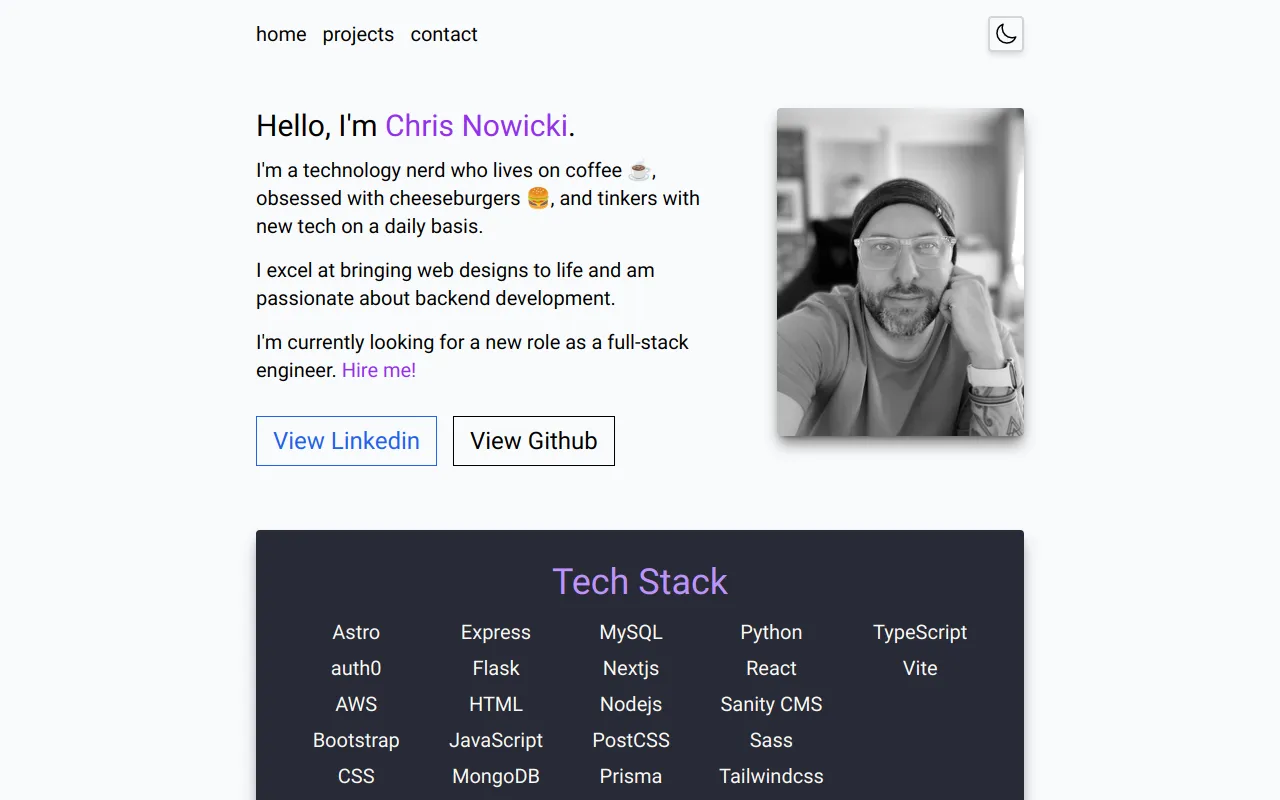 home projects contact
Hello, I'm Chris Nowicki.
I'm a technology nerd who lives on coffee ☕,
obsessed with cheeseburgers 🍔, and tinkers with
new tech on a daily basis.
I excel at bringing web designs to life and am
passionate about backend development.
I'm currently looking for a new role as a full-stack
engineer. Hire me!
View Linkedin View Github
Tech Stack
Astro Express MySQL Python TypeScript
auth0 Flask Nextjs React Vite
AWS HTML Nodejs Sanity CMS
Bootstrap JavaScript PostCSS Sass
CSS MongoDB Prisma Tailwindcss